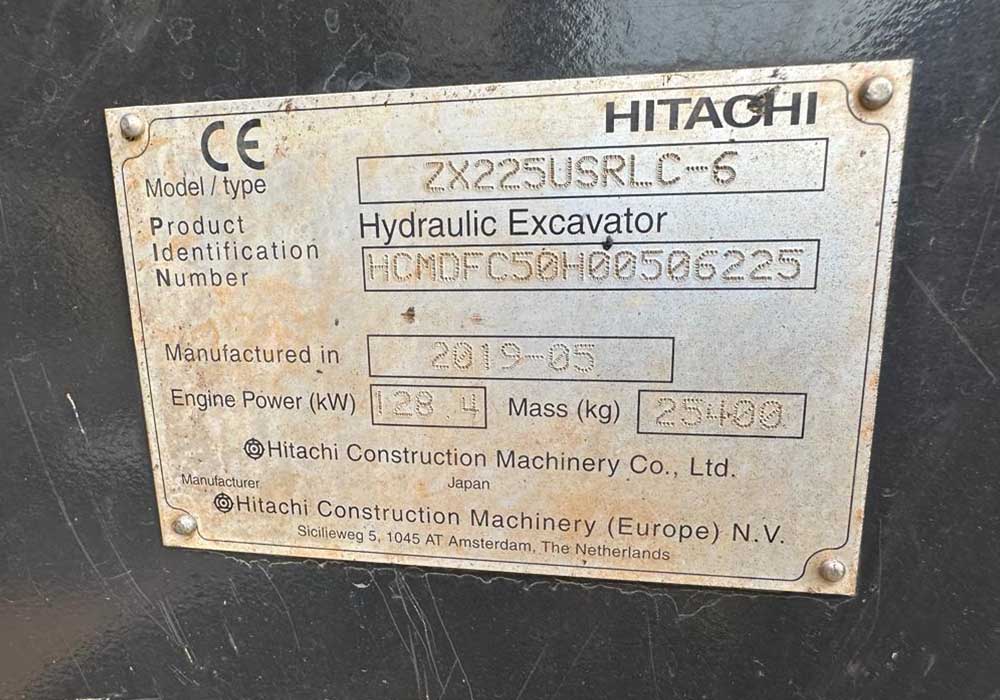 CE
HITACHI
Model / type ZX225USRLC-6
Product Hydraulic Excavator
Identification
Number HCMDFC50H00506225
Manufactured in 2019-05
Engine Power (kW) 128.4 Mass (kg) 25400
Hitachi Construction Machinery Co., Ltd.
Manufacturer Japan
Hitachi Construction Machinery (Europe) N.V.
Sicilieweg 5, 1045 AT Amsterdam, The Netherlands